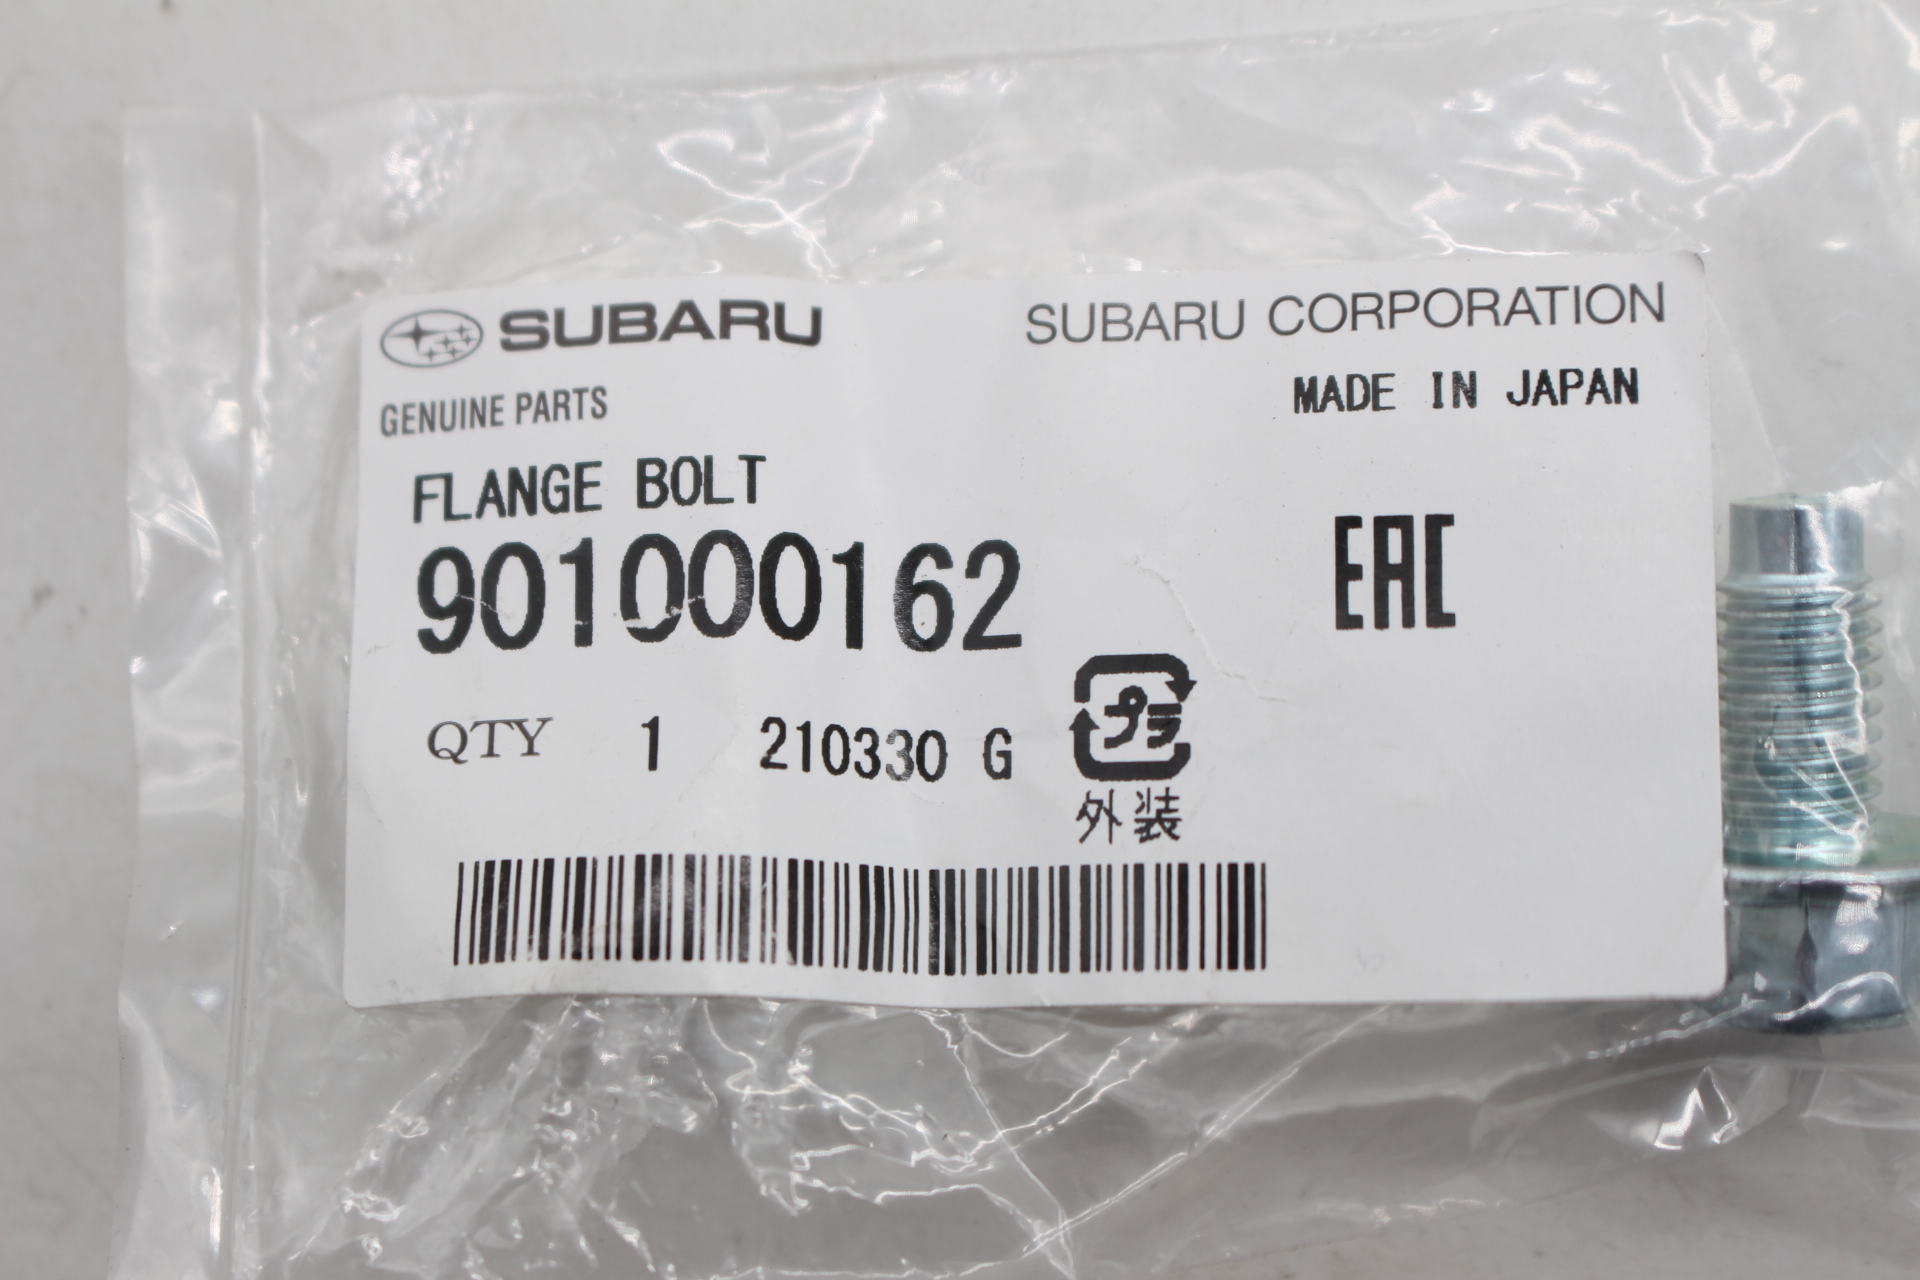 SUBARU
SUBARU CORPORATION
GENUINE PARTS
MADE IN JAPAN
FLANGE BOLT
901000162
EAC
QTY 1 210330 G
プラ
外装